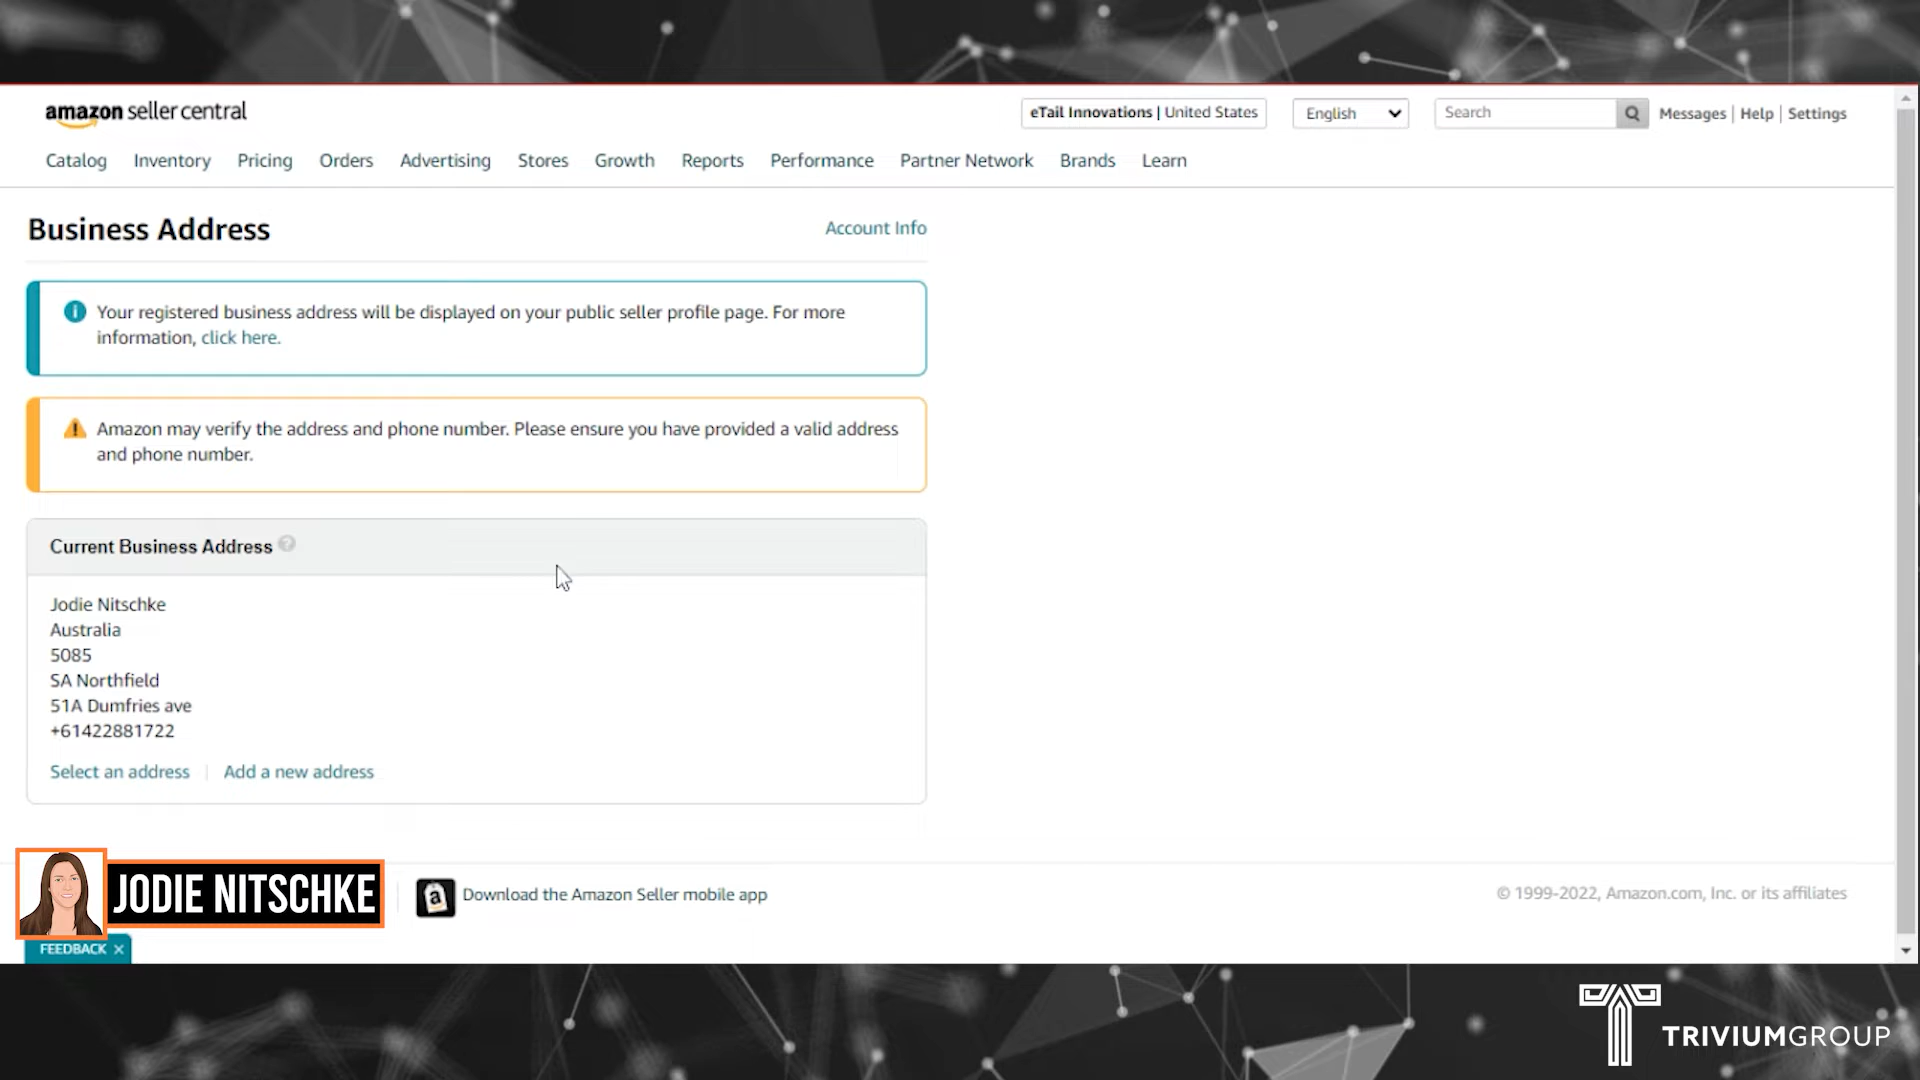 amazon seller central
eTail Innovations | United States
English
Search
Messages | Help | Settings
Catalog Inventory Pricing Orders Advertising Stores Growth Reports Performance Partner Network Brands Learn
Business Address
Account Info
Your registered business address will be displayed on your public seller profile page. For more
information, click here.
Amazon may verify the address and phone number. Please ensure you have provided a valid address
and phone number.
Current Business Address
Jodie Nitschke
Australia
5085
SA Northfield
51A Dumfries ave
+61422881722
Select an address | Add a new address
JODIE NITSCHKE
Download the Amazon Seller mobile app
© 1999-2022, Amazon.com, Inc. or its affiliates
FEEDBACK ×
TRIVIUMGROUP